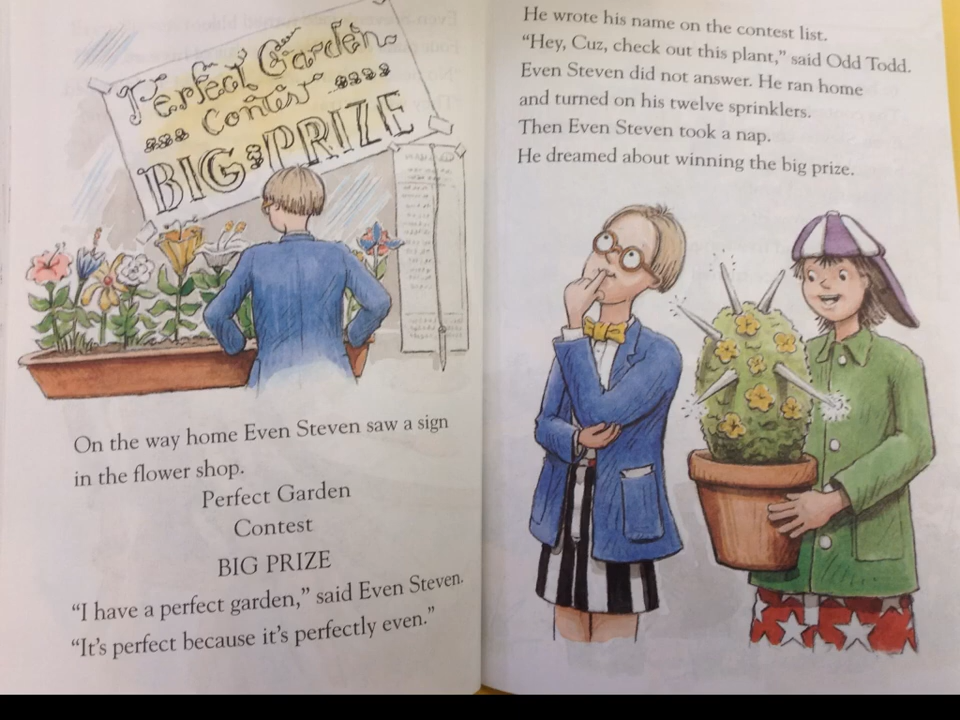 Perfect Garden
Contest
BIG PRIZE
On the way home Even Steven saw a sign
in the flower shop.
Perfect Garden
Contest
BIG PRIZE
"I have a perfect garden," said Even Steven.
"It's perfect because it's perfectly even."
He wrote his name on the contest list.
"Hey, Cuz, check out this plant," said Odd Todd.
Even Steven did not answer. He ran home
and turned on his twelve sprinklers.
Then Even Steven took a nap.
He dreamed about winning the big prize.